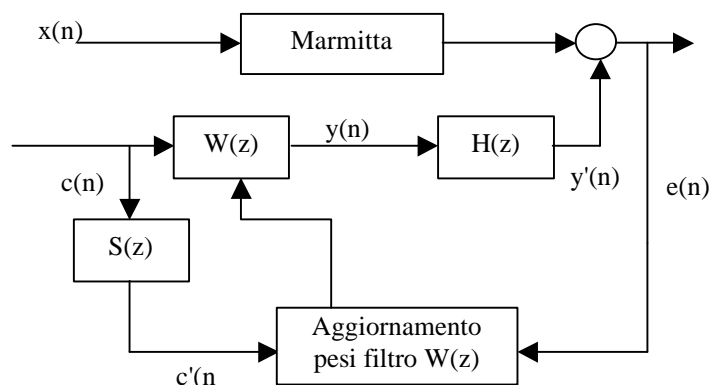 x(n)
Marmitta
W(z)
y(n)
H(z)
y'(n)
e(n)
c(n)
S(z)
Aggiornamento
pesi filtro W(z)
c'(n